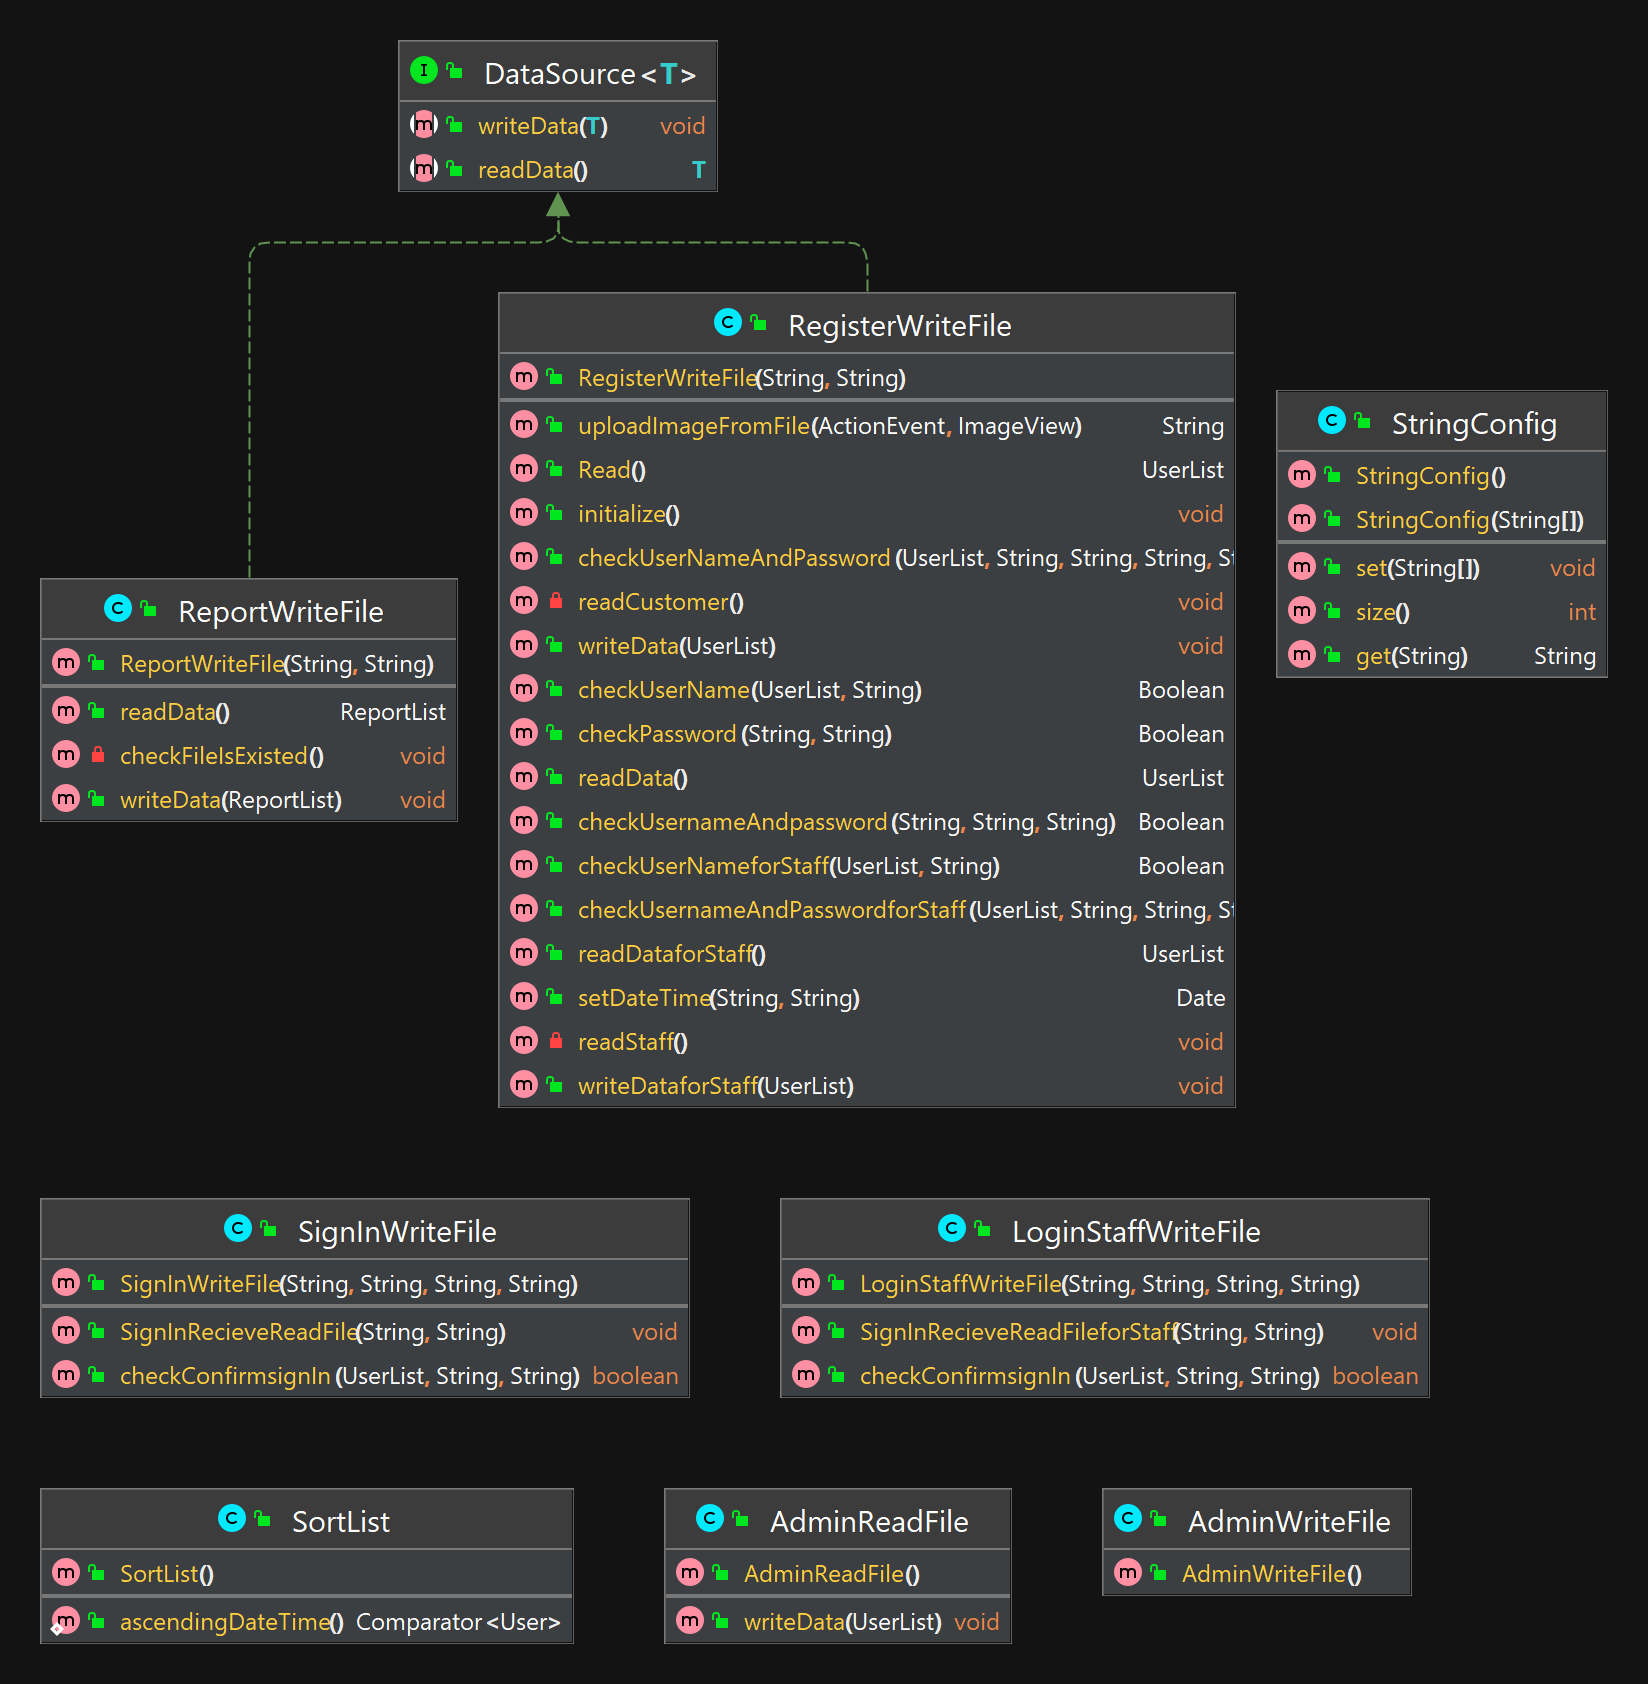 DataSource<T>
writeData(T) void
readData() T
RegisterWriteFile
RegisterWriteFile(String, String)
uploadImageFromFile(ActionEvent, ImageView) String
Read() UserList
initialize() void
checkUserNameAndPassword(UserList, String, String, String, St
readCustomer() void
writeData(UserList) void
checkUserName(UserList, String) Boolean
checkPassword(String, String) Boolean
readData() UserList
checkUsernameAndpassword(String, String, String) Boolean
checkUserNameforStaff(UserList, String) Boolean
checkUsernameAndPasswordforStaff(UserList, String, String, St
readDataforStaff() UserList
setDateTime(String, String) Date
readStaff() void
writeDataforStaff(UserList) void
StringConfig
StringConfig()
StringConfig(String[])
set(String[]) void
size() int
get(String) String
ReportWriteFile
ReportWriteFile(String, String)
readData() ReportList
checkFileIsExisted() void
writeData(ReportList) void
SignInWriteFile
SignInWriteFile(String, String, String, String)
SignInRecieveReadFile(String, String) void
checkConfirmsignIn(UserList, String, String) boolean
LoginStaffWriteFile
LoginStaffWriteFile(String, String, String, String)
SignInRecieveReadFileforStaff(String, String) void
checkConfirmsignIn(UserList, String, String) boolean
SortList
SortList()
ascendingDateTime() Comparator<User>
AdminReadFile
AdminReadFile()
writeData(UserList) void
AdminWriteFile
AdminWriteFile()